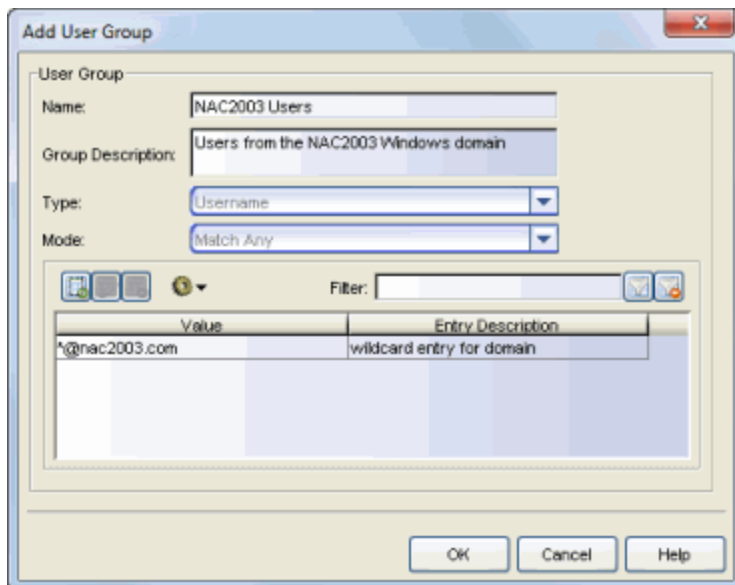 Add User Group
User Group
Name: NAC2003 Users
Group Description: Users from the NAC2003 Windows domain
Type: Username
Mode: Match Any
Filter:
Value Entry Description
*@nac2003.com wildcard entry for domain
OK Cancel Help